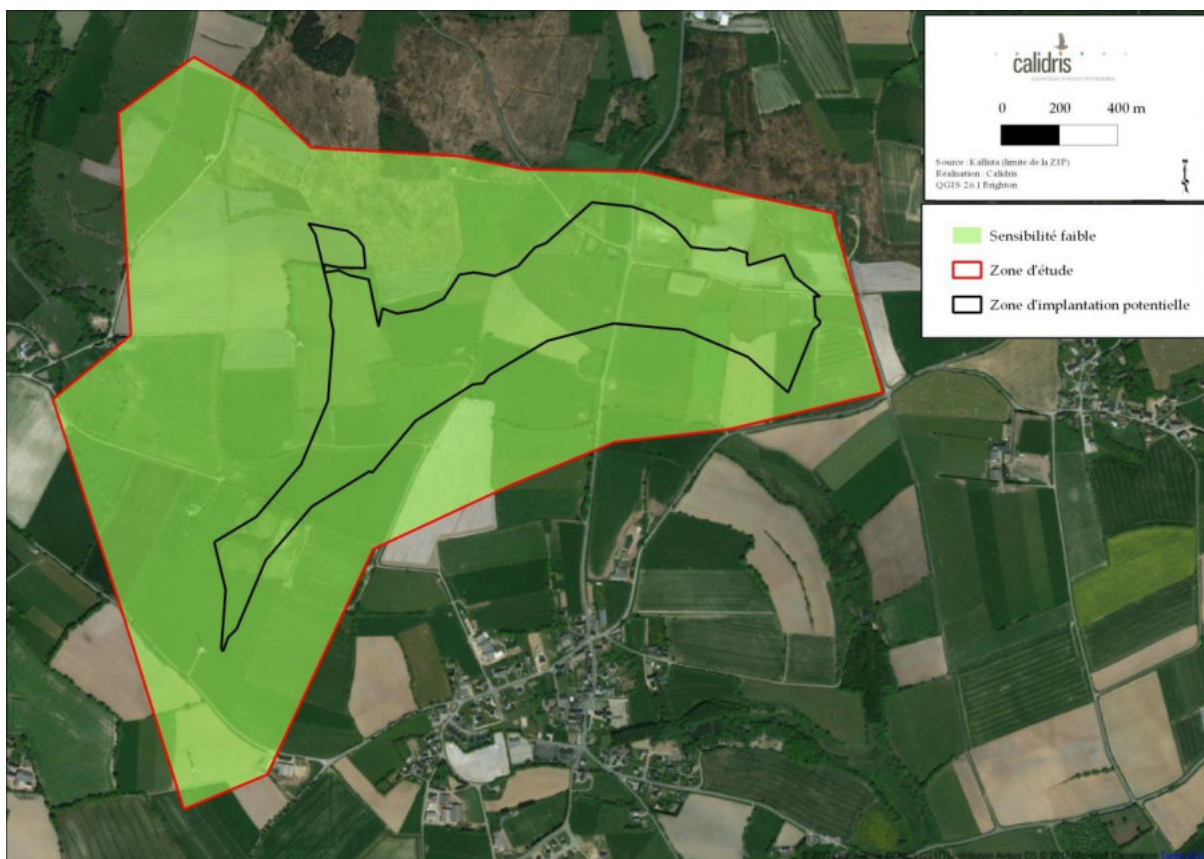 calidris
0 200 400 m
Source : Kallista (limite de la ZIP)
Réalisation : Calidris
QGIS 2.6.1 Brighton
N
Sensibilité faible
Zone d'étude
Zone d'implantation potentielle